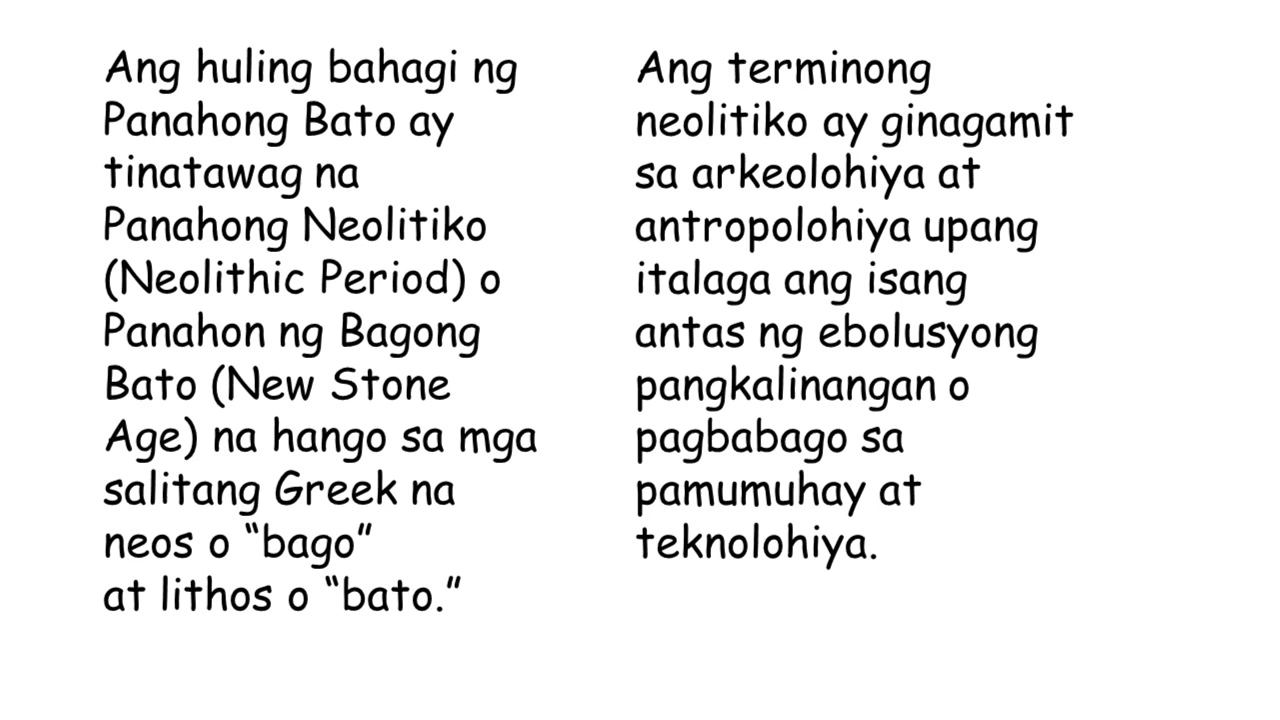 Ang huling bahagi ng
Panahong Bato ay
tinatawag na
Panahong Neolitiko
(Neolithic Period) o
Panahon ng Bagong
Bato (New Stone
Age) na hango sa mga
salitang Greek na
neos o “bago”
at lithos o “bato.”
Ang terminong
neolitiko ay ginagamit
sa arkeolohiya at
antropolohiya upang
italaga ang isang
antas ng ebolusyong
pangkalinangan o
pagbabago sa
pamumuhay at
teknolohiya.